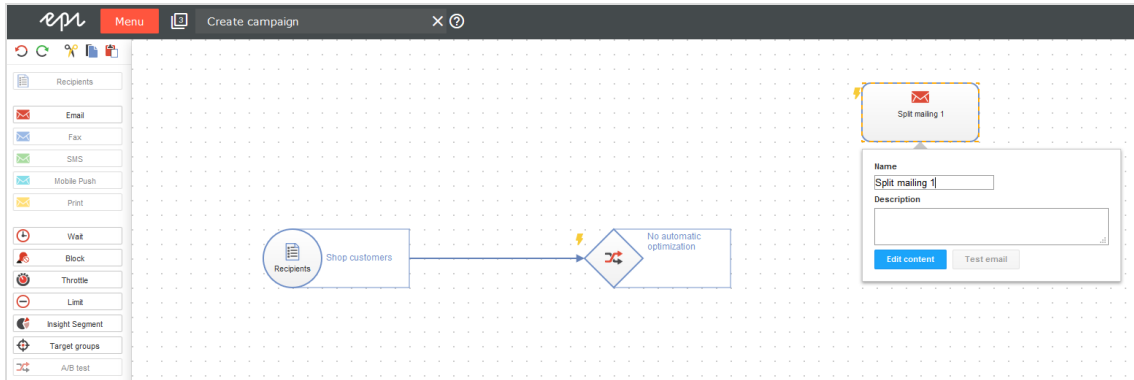 epi
Menu
3
Create campaign
Recipients
Email
Fax
SMS
Mobile Push
Print
Wait
Block
Throttle
Limit
Insight Segment
Target groups
A/B test
Recipients
Shop customers
No automatic
optimization
Split mailing 1
Name
Split mailing 1
Description
Edit content
Test email